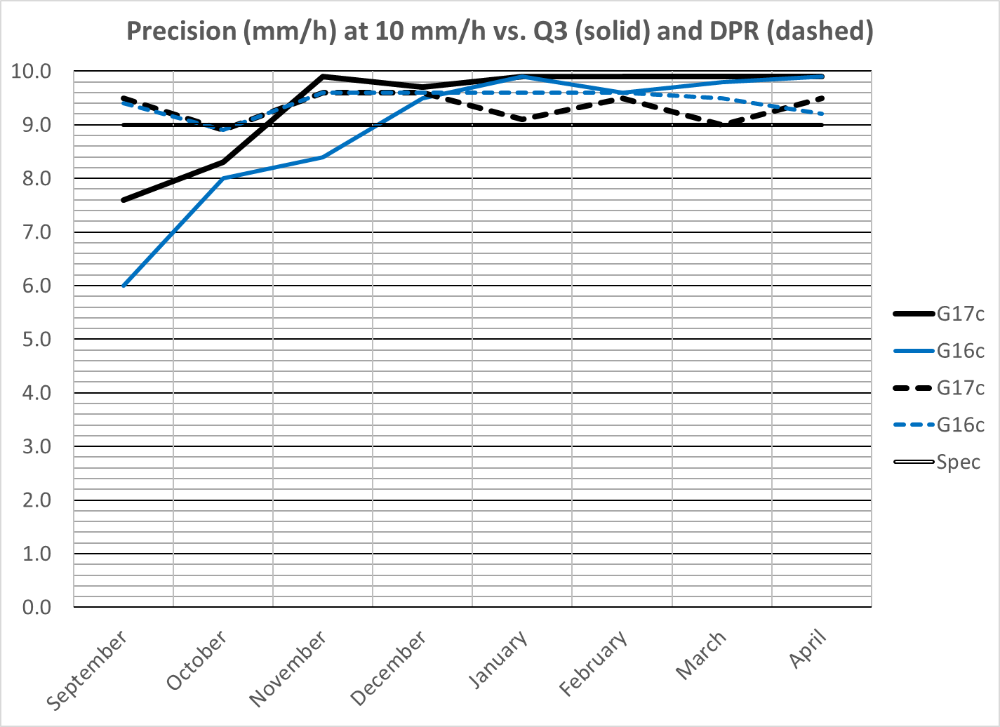 Precision (mm/h) at 10 mm/h vs. Q3 (solid) and DPR (dashed)
10.0
9.0
8.0
7.0
6.0
5.0
4.0
3.0
2.0
1.0
0.0
September
October
November
December
January
February
March
April
G17c
G16c
G17c
G16c
Spec